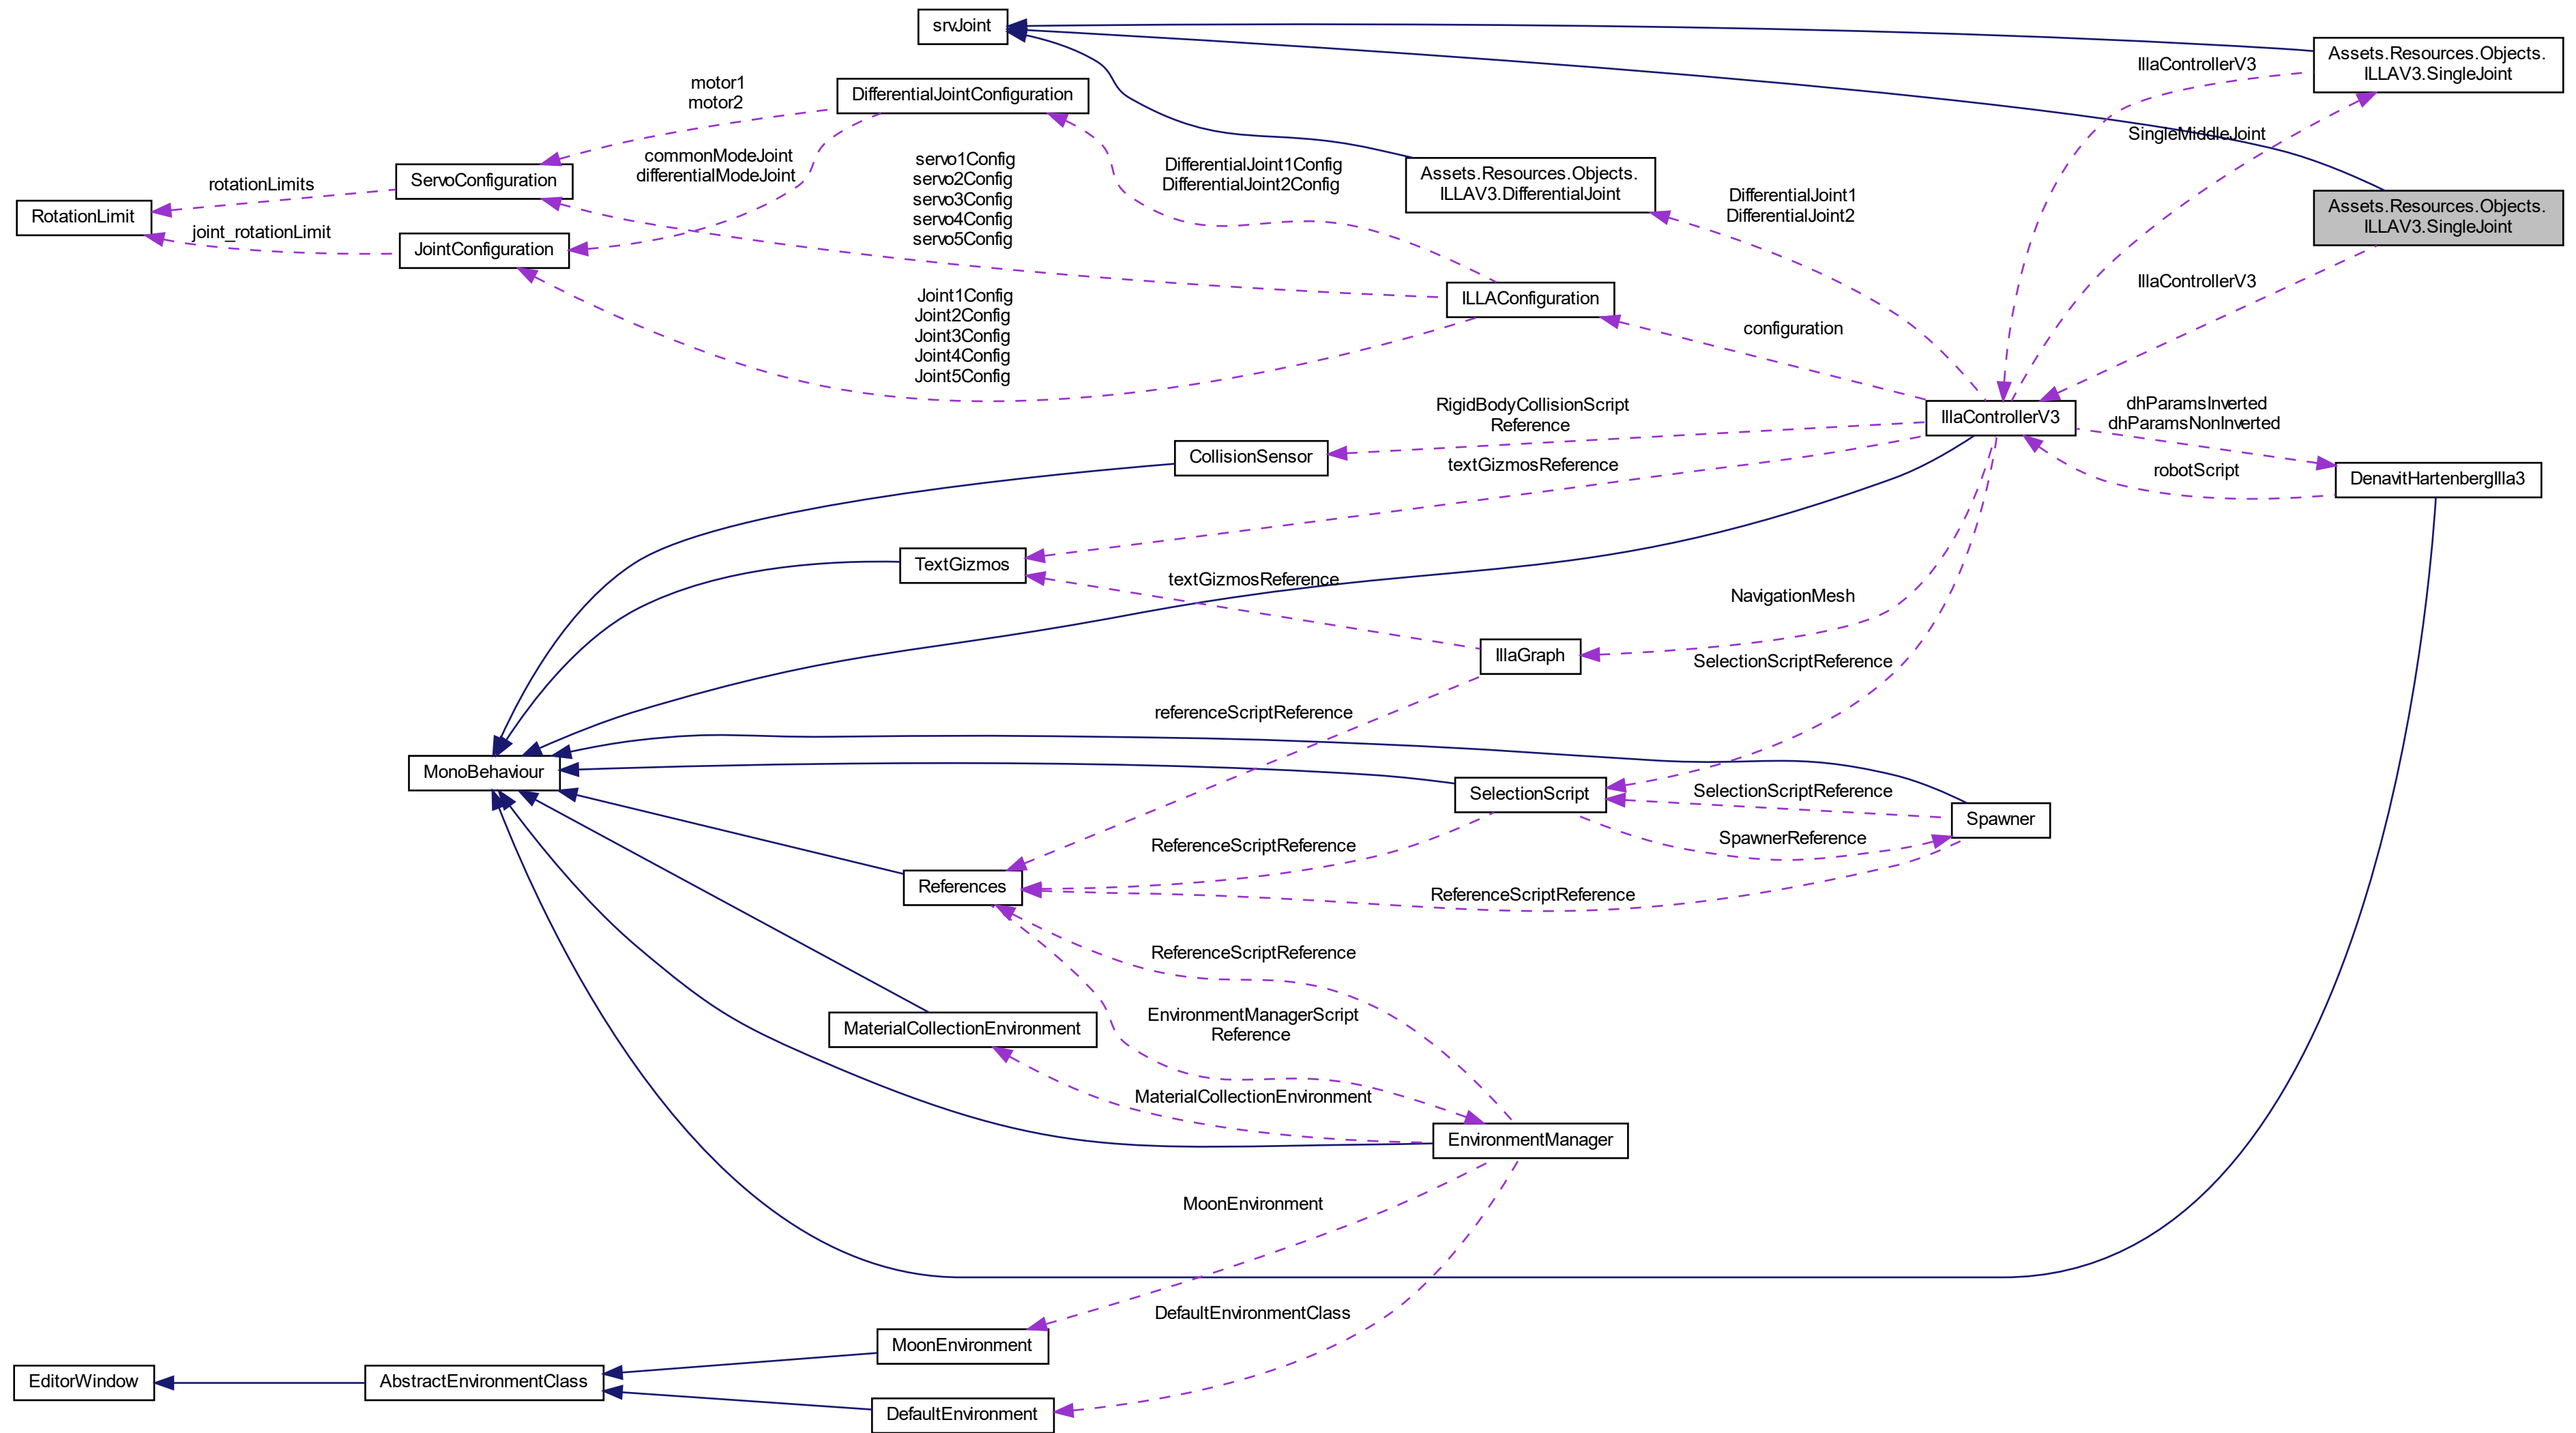 srvJoint
Assets.Resources.Objects.
ILLAV3.SingleJoint
IllaControllerV3
motor1
motor2
DifferentialJointConfiguration
SingleMiddleJoint
commonModeJoint
differentialModeJoint
servo1Config
servo2Config
servo3Config
servo4Config
servo5Config
DifferentialJoint1Config
DifferentialJoint2Config
Assets.Resources.Objects.
ILLAV3.DifferentialJoint
DifferentialJoint1
DifferentialJoint2
Assets.Resources.Objects.
ILLAV3.SingleJoint
rotationLimits
ServoConfiguration
RotationLimit
joint_rotationLimit
JointConfiguration
IllaControllerV3
Joint1Config
Joint2Config
Joint3Config
Joint4Config
Joint5Config
ILLAConfiguration
configuration
RigidBodyCollisionScript
Reference
IllaControllerV3
dhParamsInverted
dhParamsNonInverted
CollisionSensor
textGizmosReference
robotScript
DenavitHartenbergIlla3
TextGizmos
textGizmosReference
NavigationMesh
IllaGraph
SelectionScriptReference
referenceScriptReference
MonoBehaviour
SelectionScript
SelectionScriptReference
Spawner
ReferenceScriptReference
SpawnerReference
References
ReferenceScriptReference
ReferenceScriptReference
EnvironmentManagerScript
Reference
MaterialCollectionEnvironment
MaterialCollectionEnvironment
EnvironmentManager
MoonEnvironment
DefaultEnvironmentClass
MoonEnvironment
EditorWindow
AbstractEnvironmentClass
DefaultEnvironment